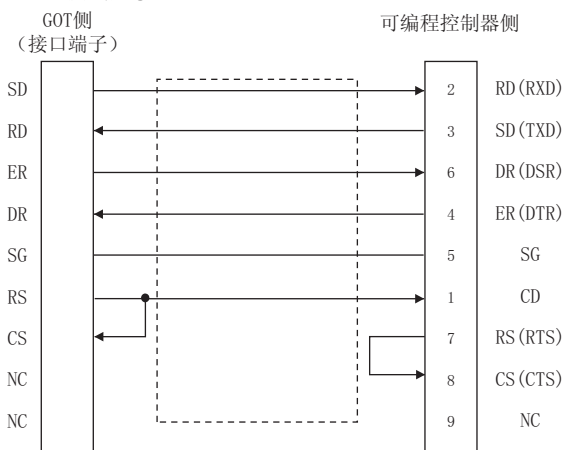 GOT侧
(接口端子)
可编程控制器侧
SD 2 RD(RXD)
RD 3 SD(TXD)
ER 6 DR(DSR)
DR 4 ER(DTR)
SG 5 SG
RS 1 CD
CS 7 RS(RTS)
NC 8 CS(CTS)
NC 9 NC